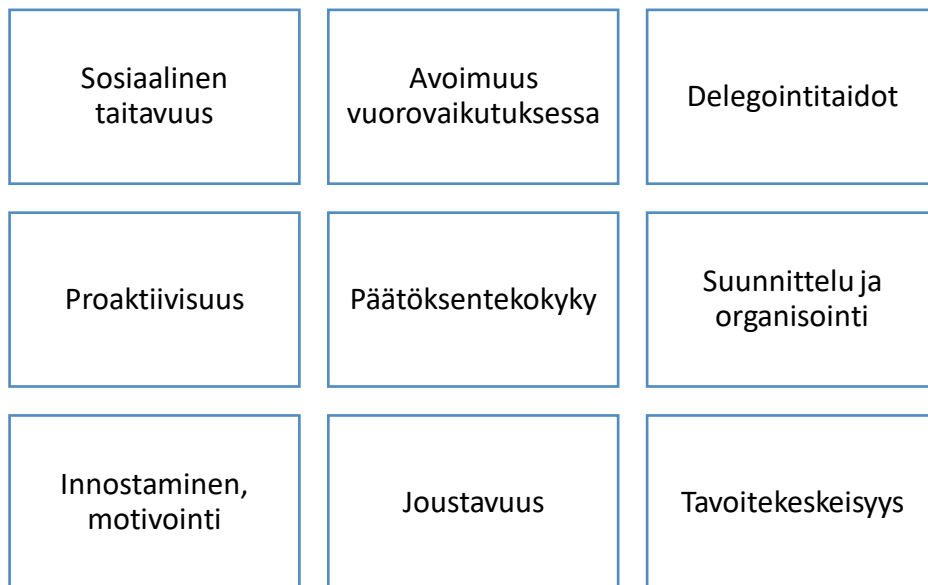 Sosiaalinen
taitavuus
Avoimuus
vuorovaikutuksessa
Delegointitaidot
Proaktiivisuus
Päätöksentekokyky
Suunnittelu ja
organisointi
Innostaminen,
motivointi
Joustavuus
Tavoitekeskeisyys